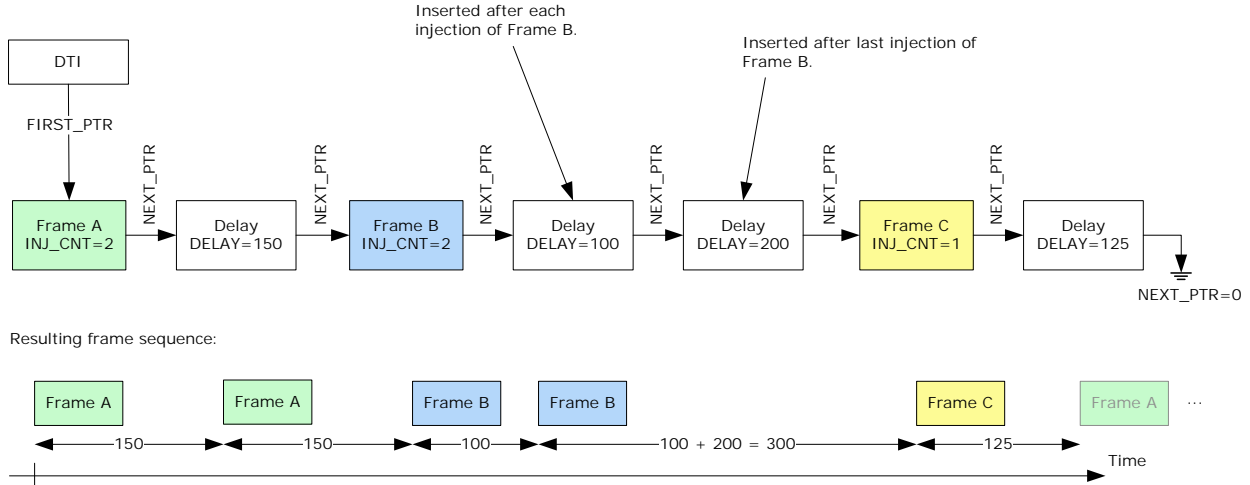 Inserted after each
injection of Frame B.
Inserted after last injection of
Frame B.
DTI
FIRST_PTR
NEXT_PTR
NEXT_PTR
NEXT_PTR
NEXT_PTR
NEXT_PTR
NEXT_PTR
Frame A
INJ_CNT=2
Delay
DELAY=150
Frame B
INJ_CNT=2
Delay
DELAY=100
Delay
DELAY=200
Frame C
INJ_CNT=1
Delay
DELAY=125
NEXT_PTR=0
Resulting frame sequence:
Frame A
Frame A
Frame B
Frame B
Frame C
Frame A
...
150
150
100
100 + 200 = 300
125
Time